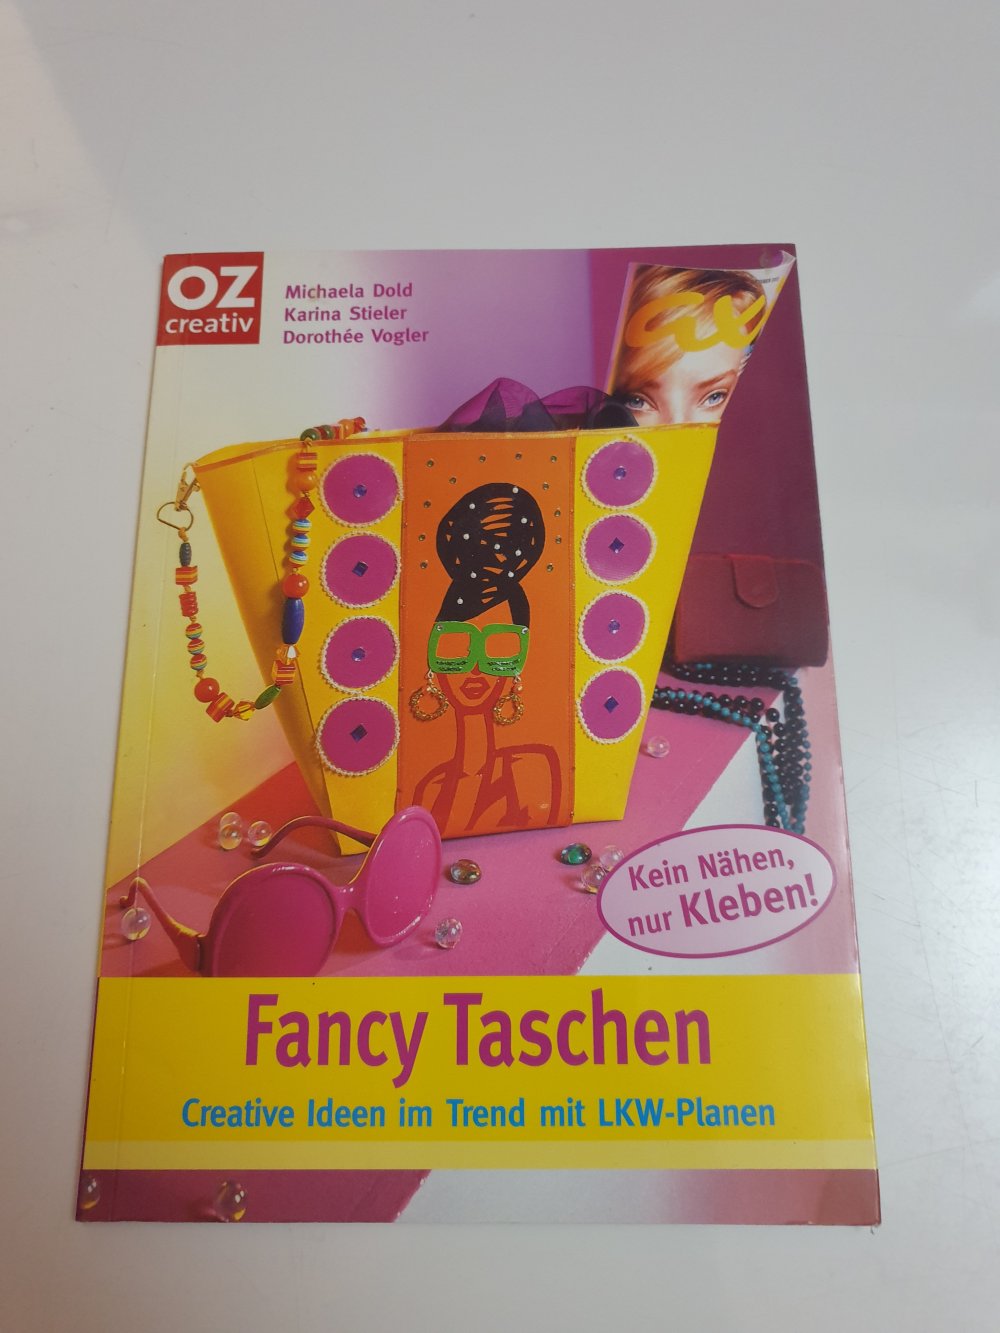 OZ
creativ
Michaela Dold
Karina Stieler
Dorothée Vogler
Kein Nähen,
nur Kleben!
Fancy Taschen
Creative Ideen im Trend mit LKW-Planen